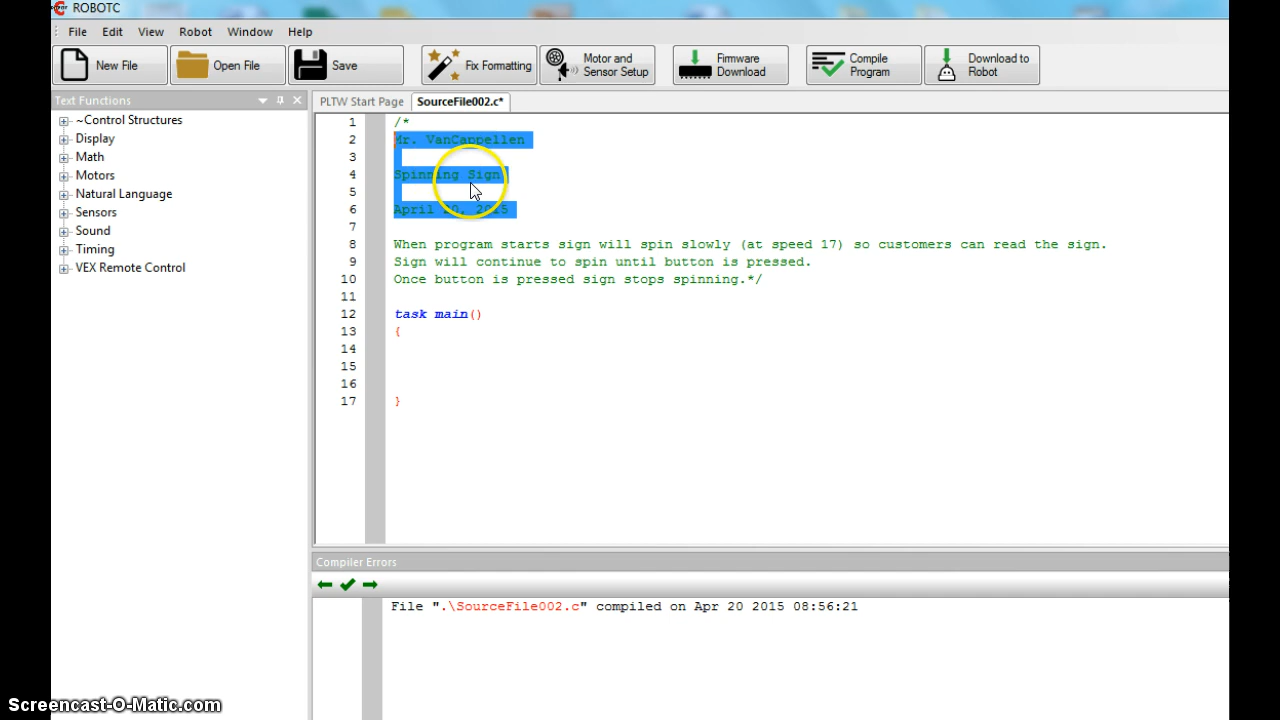 ROBOTC
File Edit View Robot Window Help
New File Open File Save Fix Formatting Motor and Sensor Setup Firmware Download Compile Program Download to Robot
Text Functions
~Control Structures
Display
Math
Motors
Natural Language
Sensors
Sound
Timing
VEX Remote Control
PLTW Start Page SourceFile002.c*
1 /*
2 Mr. VanCappellen
3
4 Spinning Sign
5
6 April 20, 2015
7
8 When program starts sign will spin slowly (at speed 17) so customers can read the sign.
9 Sign will continue to spin until button is pressed.
10 Once button is pressed sign stops spinning.*/
11
12 task main()
13 {
14
15
16
17 }
Compiler Errors
File ".\SourceFile002.c" compiled on Apr 20 2015 08:56:21
Screencast-O-Matic.com